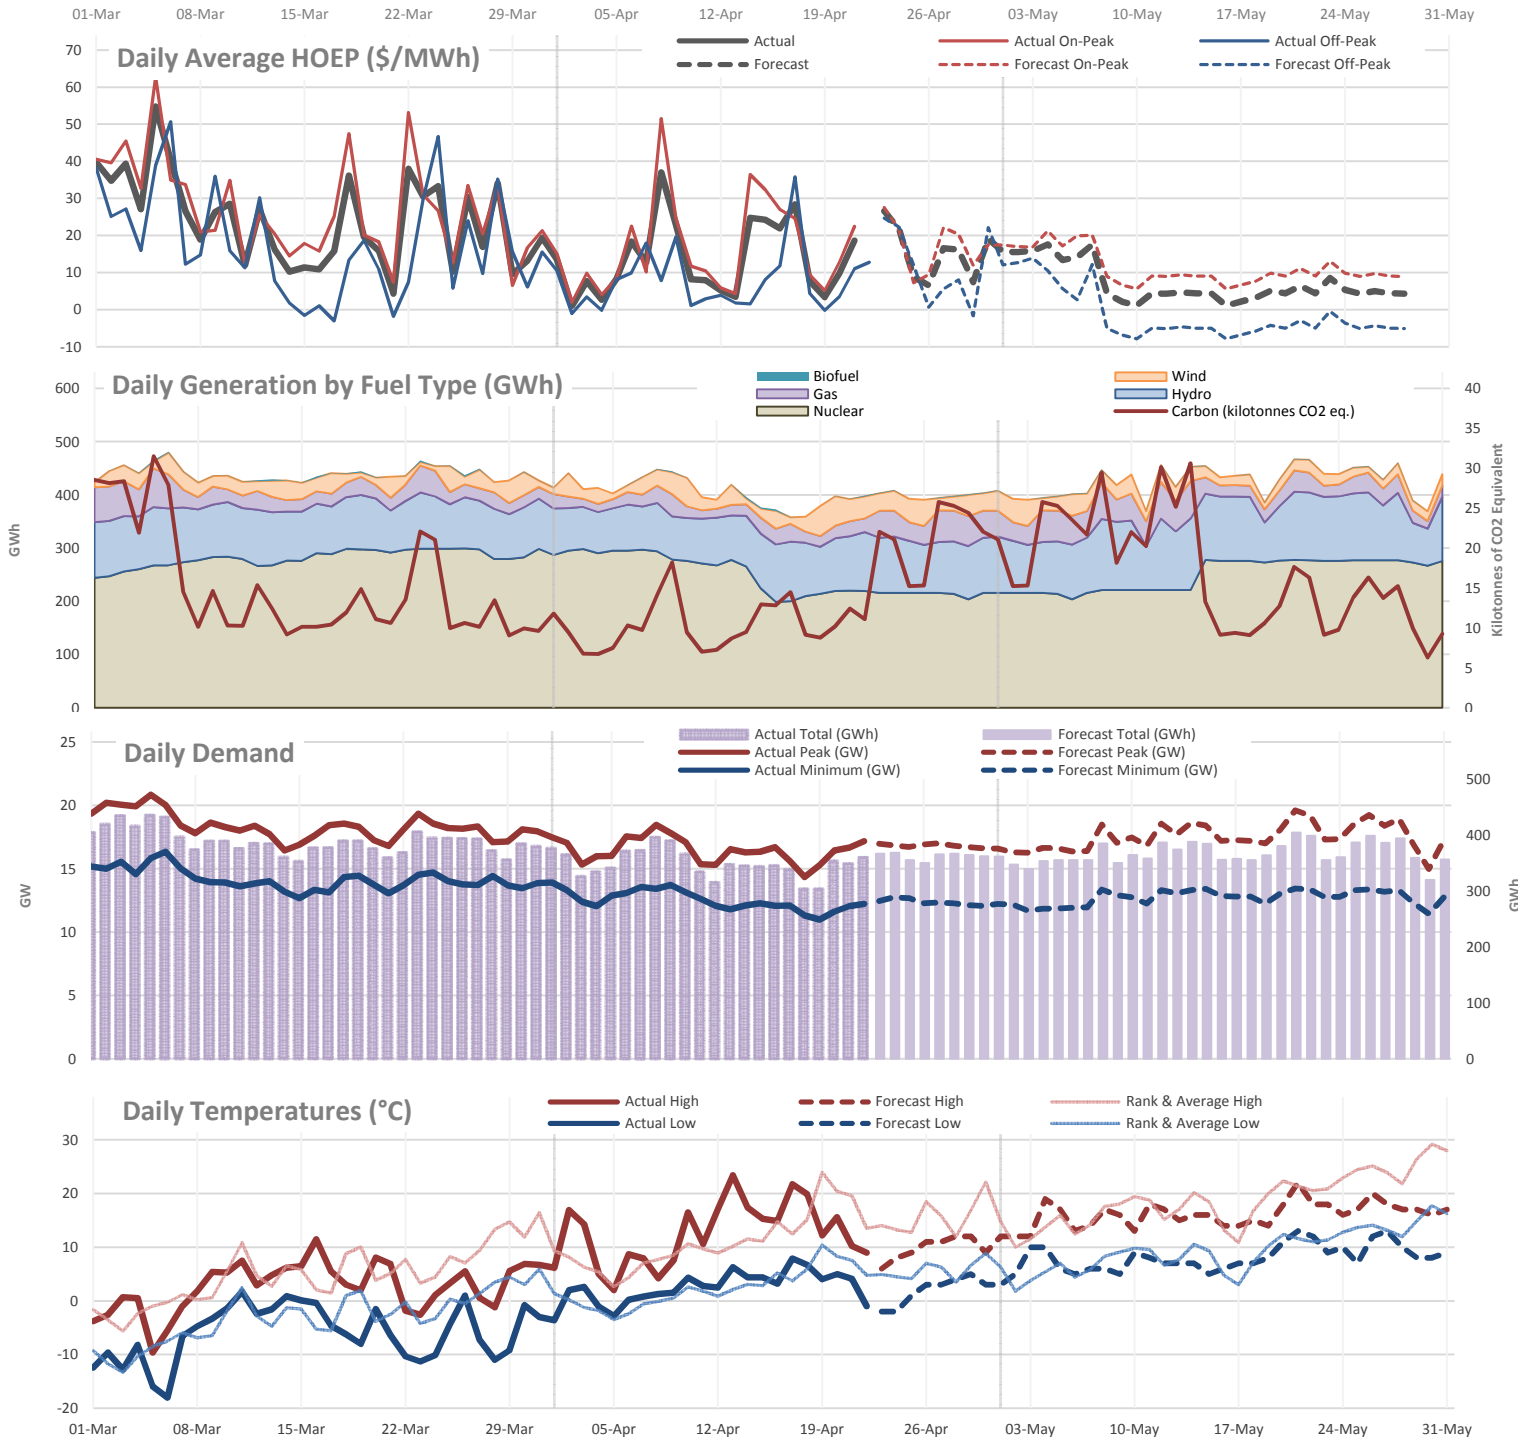 01-Mar 08-Mar 15-Mar 22-Mar 29-Mar 05-Apr 12-Apr 19-Apr 26-Apr 03-May 10-May 17-May 24-May 31-May
Daily Average HOEP ($/MWh)
Actual Actual On-Peak Actual Off-Peak
Forecast Forecast On-Peak Forecast Off-Peak
70
60
50
40
30
20
10
0
-10
Daily Generation by Fuel Type (GWh)
Biofuel Wind
Gas Hydro
Nuclear Carbon (kilotonnes CO2 eq.)
GWh
600
500
400
300
200
100
0
40
35
30
25
20
15
10
5
0
Kilotonnes of CO2 Equivalent
Daily Demand
Actual Total (GWh) Forecast Total (GWh)
Actual Peak (GW) Forecast Peak (GW)
Actual Minimum (GW) Forecast Minimum (GW)
GW
25
20
15
10
5
0
500
400
300
200
100
0
GWh
Daily Temperatures (°C)
Actual High Forecast High Rank & Average High
Actual Low Forecast Low Rank & Average Low
30
20
10
0
-10
-20
01-Mar 08-Mar 15-Mar 22-Mar 29-Mar 05-Apr 12-Apr 19-Apr 26-Apr 03-May 10-May 17-May 24-May 31-May